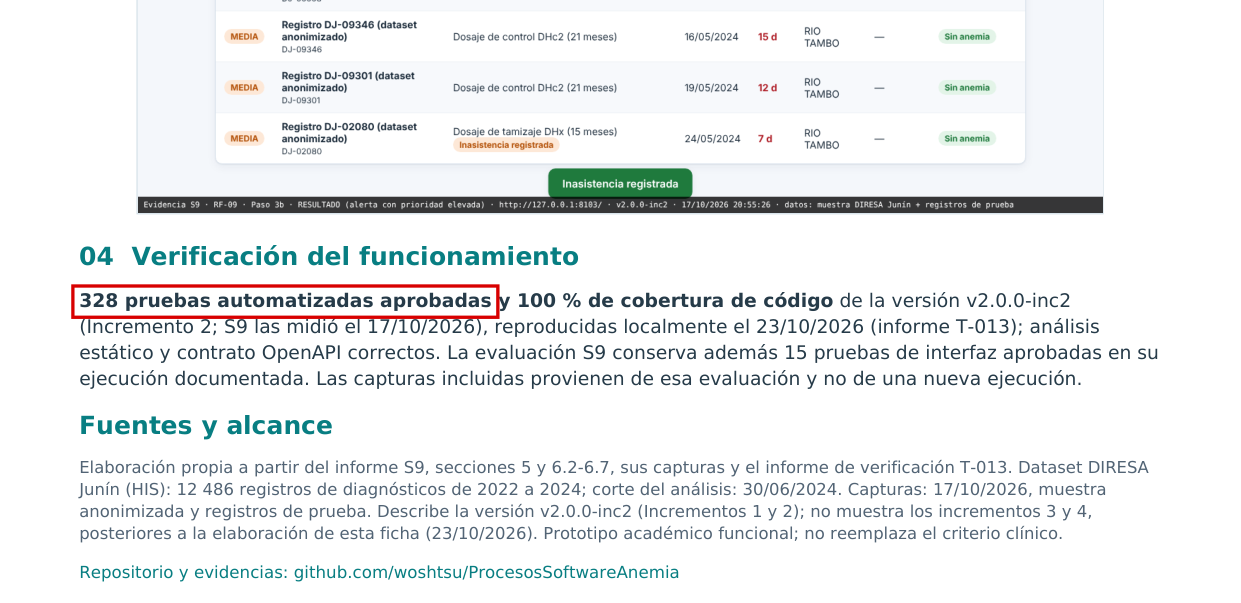 MEDIA
Registro DJ-09346 (dataset
anonimizado)
DJ-09346
Dosaje de control DHc2 (21 meses)
16/05/2024
15 d
RIO
TAMBO
—
Sin anemia
MEDIA
Registro DJ-09301 (dataset
anonimizado)
DJ-09301
Dosaje de control DHc2 (21 meses)
19/05/2024
12 d
RIO
TAMBO
—
Sin anemia
MEDIA
Registro DJ-02080 (dataset
anonimizado)
DJ-02080
Dosaje de tamizaje DHx (15 meses)
Inasistencia registrada
24/05/2024
7 d
RIO
TAMBO
—
Sin anemia
Inasistencia registrada
Evidencia S9 · RF-09 · Paso 3b · RESULTADO (alerta con prioridad elevada) · http://127.0.0.1:8103/ · v2.0.0-inc2 · 17/10/2026 20:55:26 · datos: muestra DIRESA Junín + registros de prueba
04 Verificación del funcionamiento
328 pruebas automatizadas aprobadas y 100 % de cobertura de código de la versión v2.0.0-inc2
(Incremento 2; S9 las midió el 17/10/2026), reproducidas localmente el 23/10/2026 (informe T-013); análisis
estático y contrato OpenAPI correctos. La evaluación S9 conserva además 15 pruebas de interfaz aprobadas en su
ejecución documentada. Las capturas incluidas provienen de esa evaluación y no de una nueva ejecución.
Fuentes y alcance
Elaboración propia a partir del informe S9, secciones 5 y 6.2-6.7, sus capturas y el informe de verificación T-013. Dataset DIRESA
Junín (HIS): 12 486 registros de diagnósticos de 2022 a 2024; corte del análisis: 30/06/2024. Capturas: 17/10/2026, muestra
anonimizada y registros de prueba. Describe la versión v2.0.0-inc2 (Incrementos 1 y 2); no muestra los incrementos 3 y 4,
posteriores a la elaboración de esta ficha (23/10/2026). Prototipo académico funcional; no reemplaza el criterio clínico.
Repositorio y evidencias: github.com/woshtsu/ProcesosSoftwareAnemia